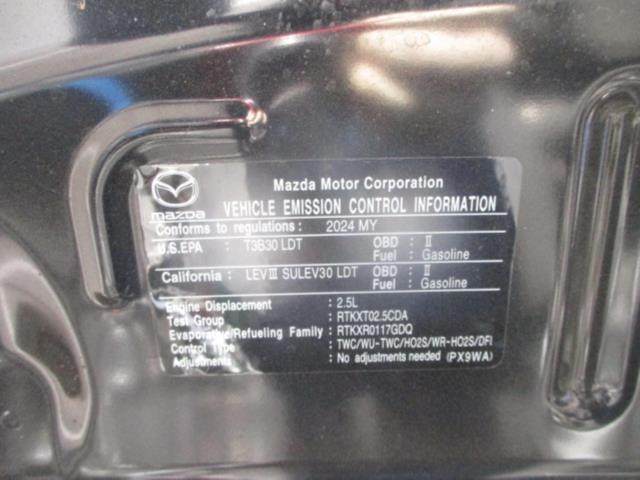 Mazda Motor Corporation
mazda
VEHICLE EMISSION CONTROL INFORMATION
Conforms to regulations: 2024 MY
U.S.EPA : T3B30 LDT OBD : II
Fuel : Gasoline
California : LEVIII SULEV30 LDT OBD : II
Fuel : Gasoline
Engine Displacement : 2.5L
Test Group : RTKXT02.5CDA
Evaporative/Refueling Family : RTKXR0117GDQ
Control Type : TWC/WU-TWC/HO2S/WR-HO2S/DFI
Adjustments : No adjustments needed (PX9WA)